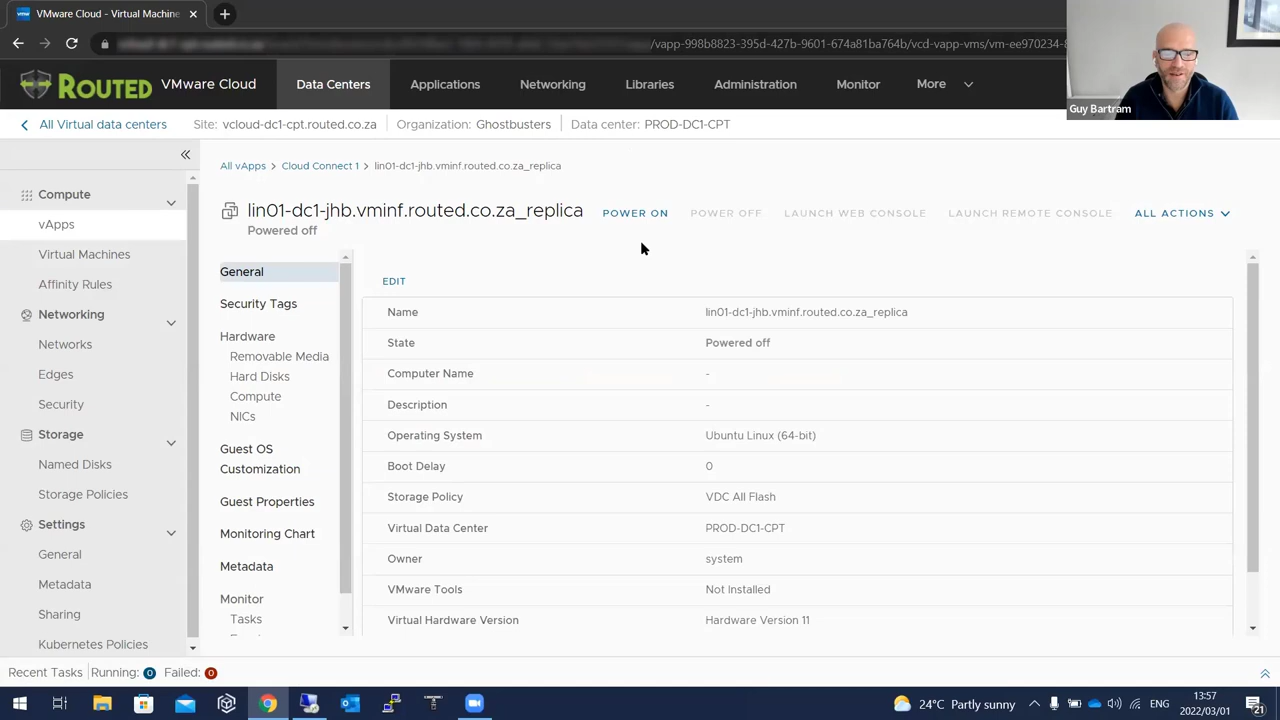 VMware Cloud - Virtual Machine
/vapp-998b8823-395d-427b-9601-674a81ba764b/vcd-vapp-vms/vm-ee970234-8
Guy Bartram
ROUTED VMware Cloud Data Centers Applications Networking Libraries Administration Monitor More
All Virtual data centers Site: vcloud-dc1-cpt.routed.co.za Organization: Ghostbusters Data center: PROD-DC1-CPT
All vApps > Cloud Connect 1 > lin01-dc1-jhb.vminf.routed.co.za_replica
lin01-dc1-jhb.vminf.routed.co.za_replica POWER ON POWER OFF LAUNCH WEB CONSOLE LAUNCH REMOTE CONSOLE ALL ACTIONS
Powered off
Compute
vApps
Virtual Machines
Affinity Rules
Networking
Networks
Edges
Security
Storage
Named Disks
Storage Policies
Settings
General
Metadata
Sharing
Kubernetes Policies
General
Security Tags
Hardware
Removable Media
Hard Disks
Compute
NICs
Guest OS
Customization
Guest Properties
Monitoring Chart
Metadata
Monitor
Tasks
EDIT
Name lin01-dc1-jhb.vminf.routed.co.za_replica
State Powered off
Computer Name -
Description -
Operating System Ubuntu Linux (64-bit)
Boot Delay 0
Storage Policy VDC All Flash
Virtual Data Center PROD-DC1-CPT
Owner system
VMware Tools Not Installed
Virtual Hardware Version Hardware Version 11
Recent Tasks Running: 0 Failed: 0
24°C Partly sunny ENG 13:57
2022/03/01 21